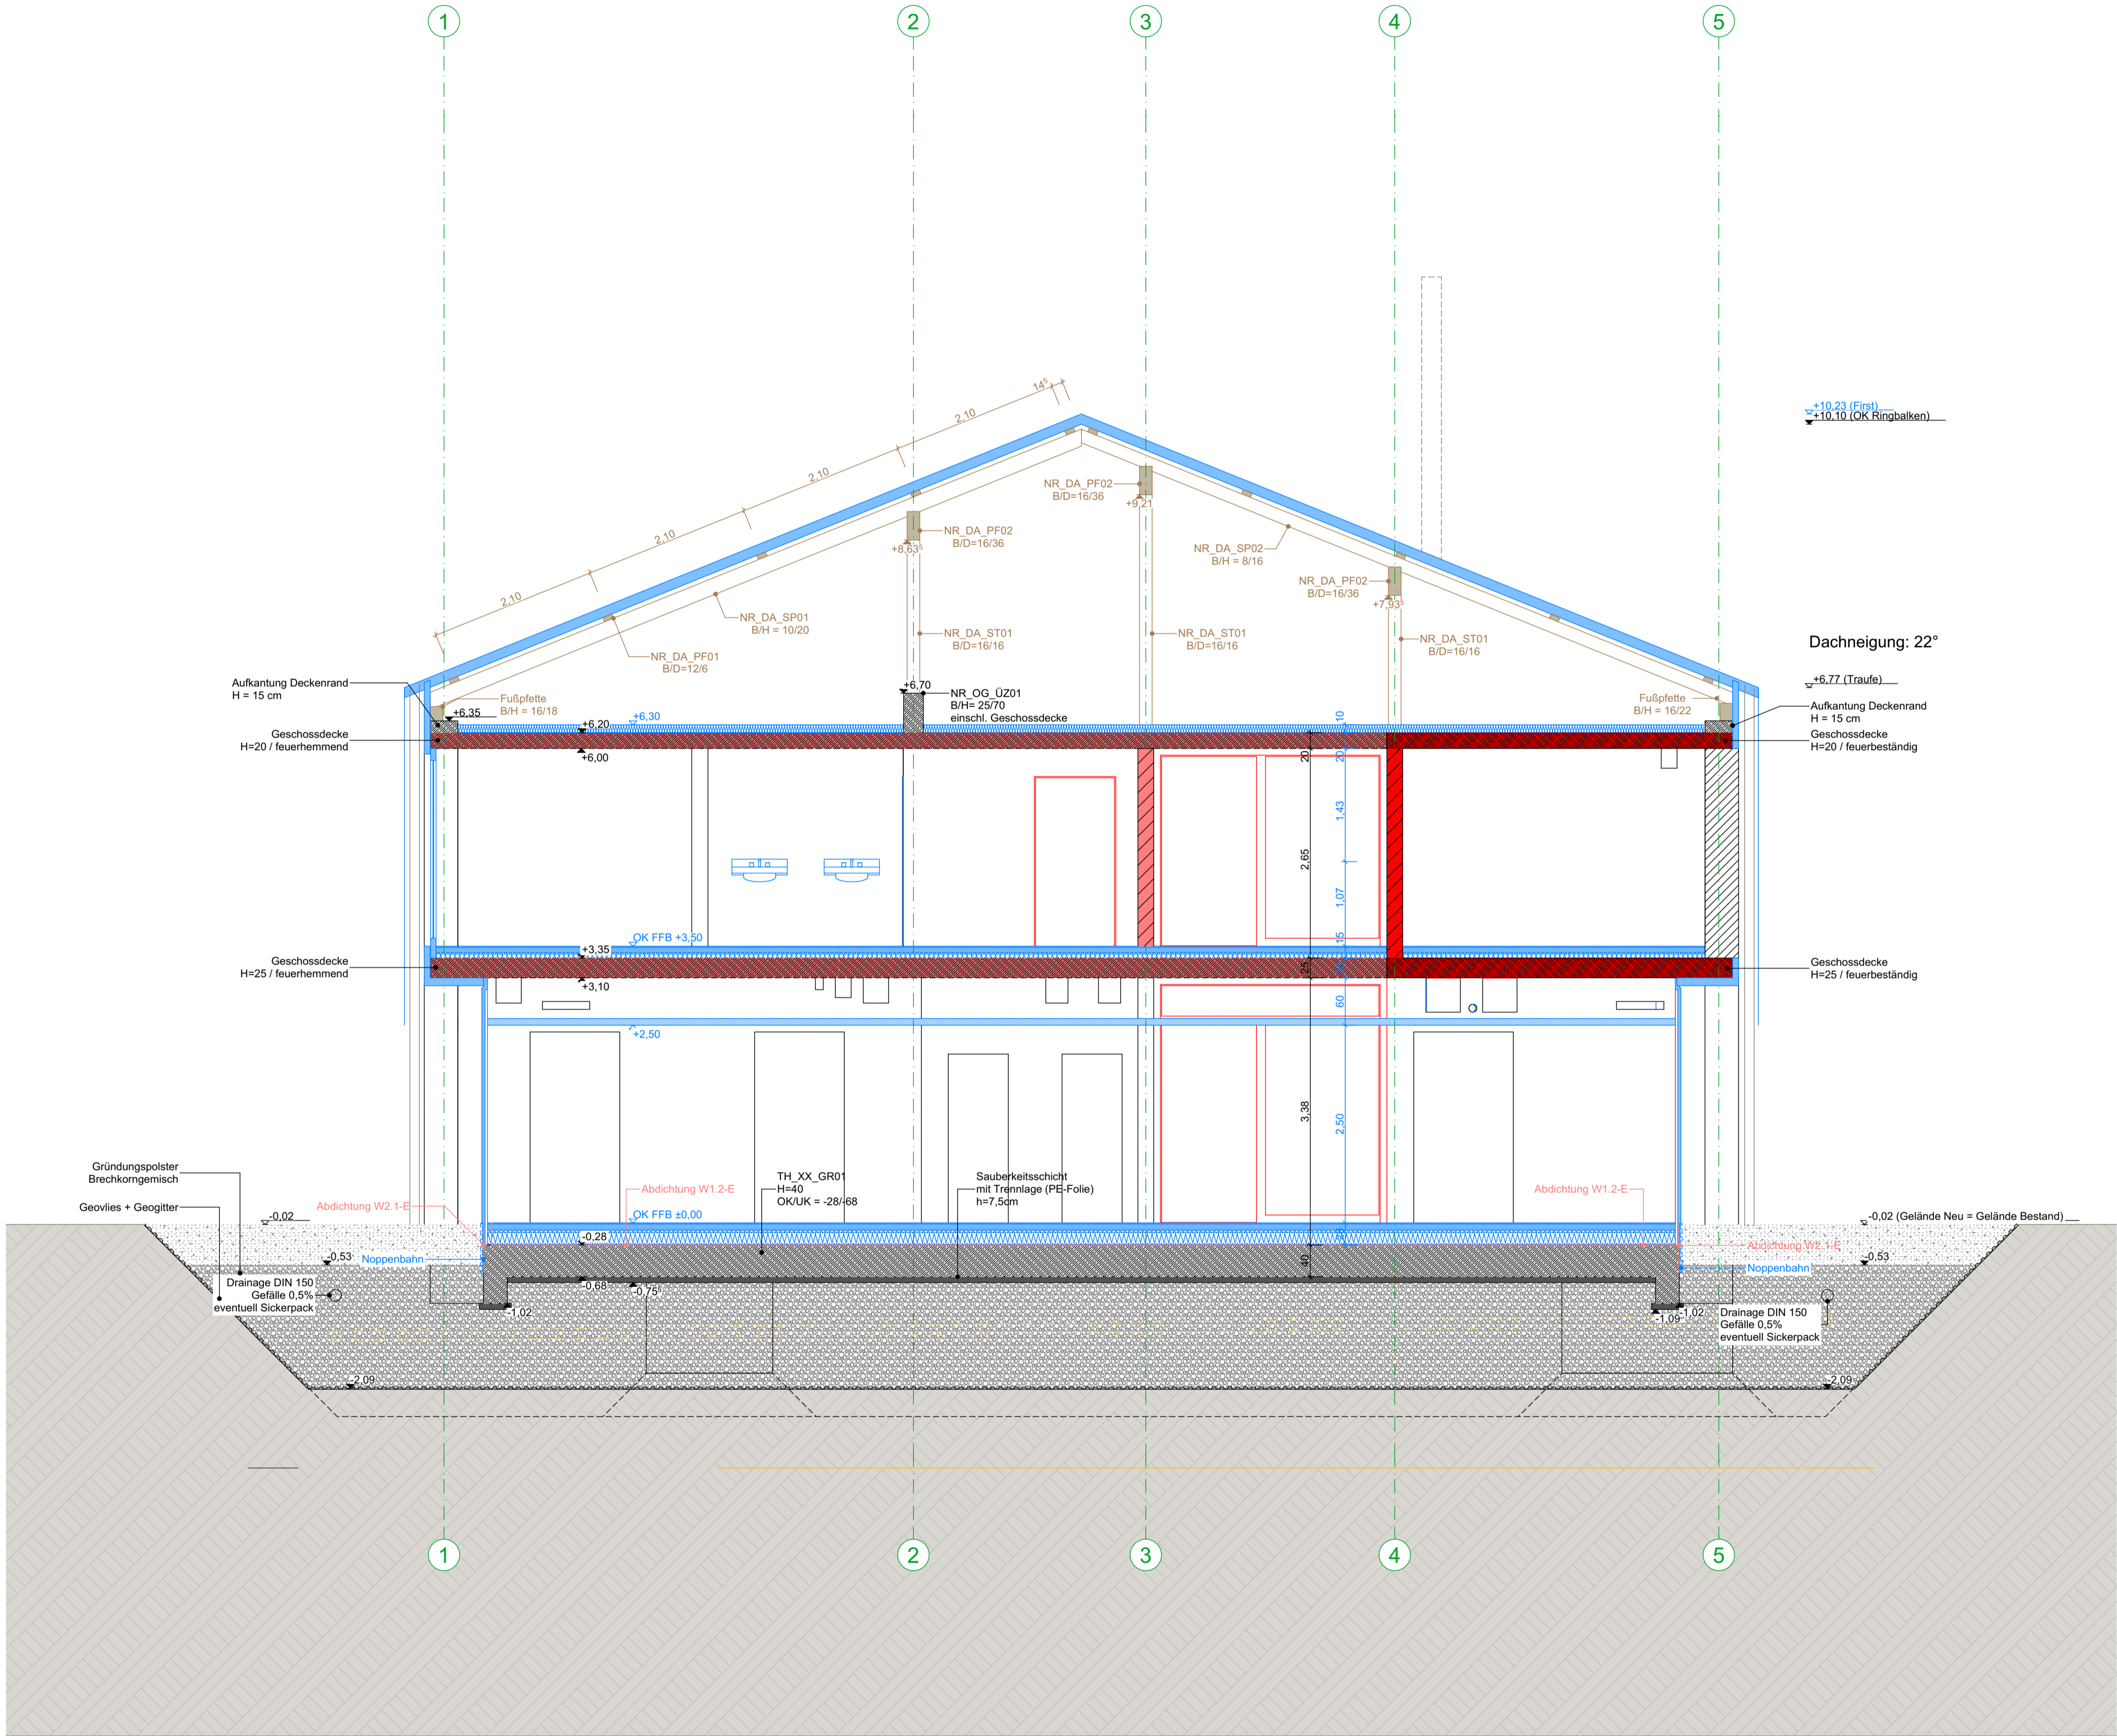 1
2
3
4
5
+10,23 (First)
+10,10 (OK Ringbalken)
14⁵
2,10
2,10
2,10
2,10
NR_DA_PF02
B/D=16/36
+9,21
NR_DA_PF02
B/D=16/36
+8,63⁵
NR_DA_SP02
B/H = 8/16
NR_DA_PF02
B/D=16/36
+7,93⁵
NR_DA_SP01
B/H = 10/20
NR_DA_ST01
B/D=16/16
NR_DA_ST01
B/D=16/16
NR_DA_ST01
B/D=16/16
Dachneigung: 22°
NR_DA_PF01
B/D=12/6
+6,77 (Traufe)
Aufkantung Deckenrand
H = 15 cm
Fußpfette
B/H = 16/18
+6,35
+6,20
+6,30
+6,70
NR_OG_ÜZ01
B/H= 25/70
einschl. Geschossdecke
Fußpfette
B/H = 16/22
Aufkantung Deckenrand
H = 15 cm
Geschossdecke
H=20 / feuerhemmend
+6,00
10
20
20
Geschossdecke
H=20 / feuerbeständig
1,43
2,65
1,07
OK FFB +3,50
+3,35
15
Geschossdecke
H=25 / feuerhemmend
+3,10
25
25
Geschossdecke
H=25 / feuerbeständig
60
+2,50
3,38
2,50
Gründungspolster
Brechkorngemisch
Geovlies + Geogitter
Abdichtung W2.1-E
Abdichtung W1.2-E
TH_XX_GR01
H=40
OK/UK = -28/-68
Sauberkeitsschicht
mit Trennlage (PE-Folie)
h=7,5cm
Abdichtung W1.2-E
-0,02
OK FFB ±0,00
-0,02 (Gelände Neu = Gelände Bestand)
-0,28
28
Abdichtung W2.1-E
-0,53
Noppenbahn
40
Noppenbahn
-0,53
Drainage DIN 150
Gefälle 0,5%
eventuell Sickerpack
-0,68
-0,75⁵
-1,02
-1,09
-1,02
Drainage DIN 150
Gefälle 0,5%
eventuell Sickerpack
-2,09
-2,09
1
2
3
4
5